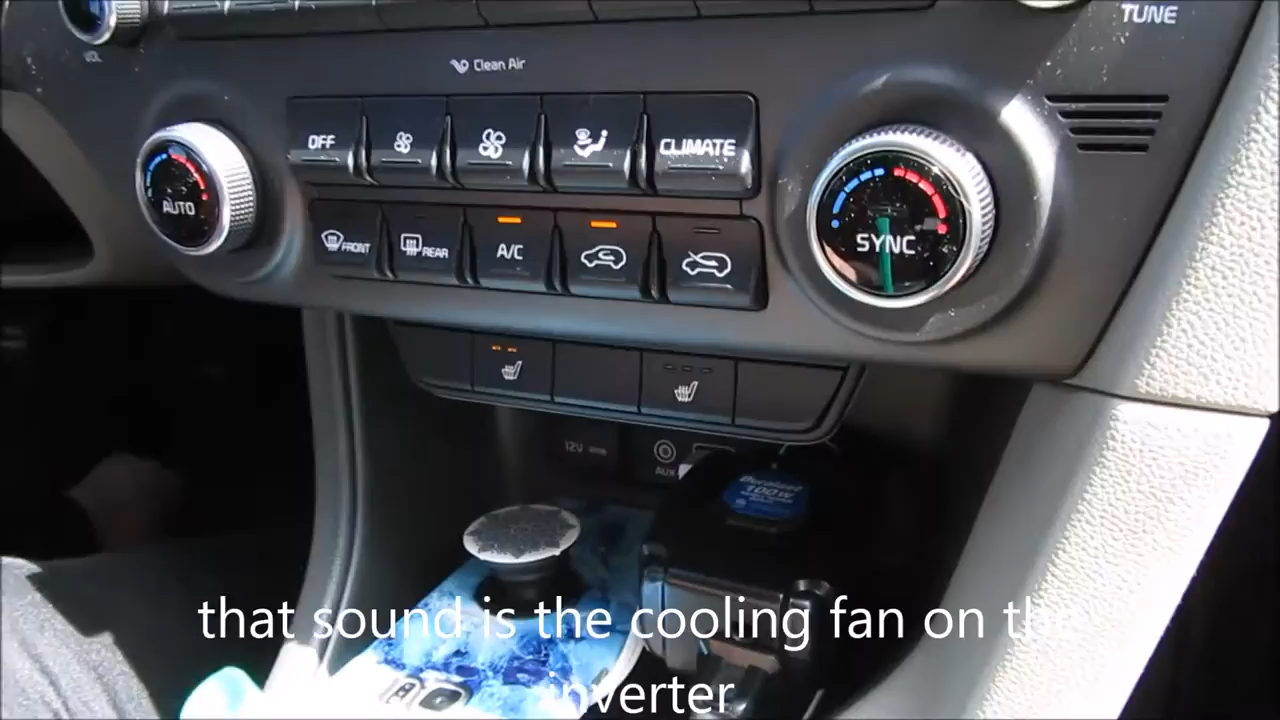 VOL
TUNE
Clean Air
OFF
CLIMATE
AUTO
SYNC
FRONT
REAR
A/C
12V
AUX
Duralast
100W
that sound is the cooling fan on the
inverter